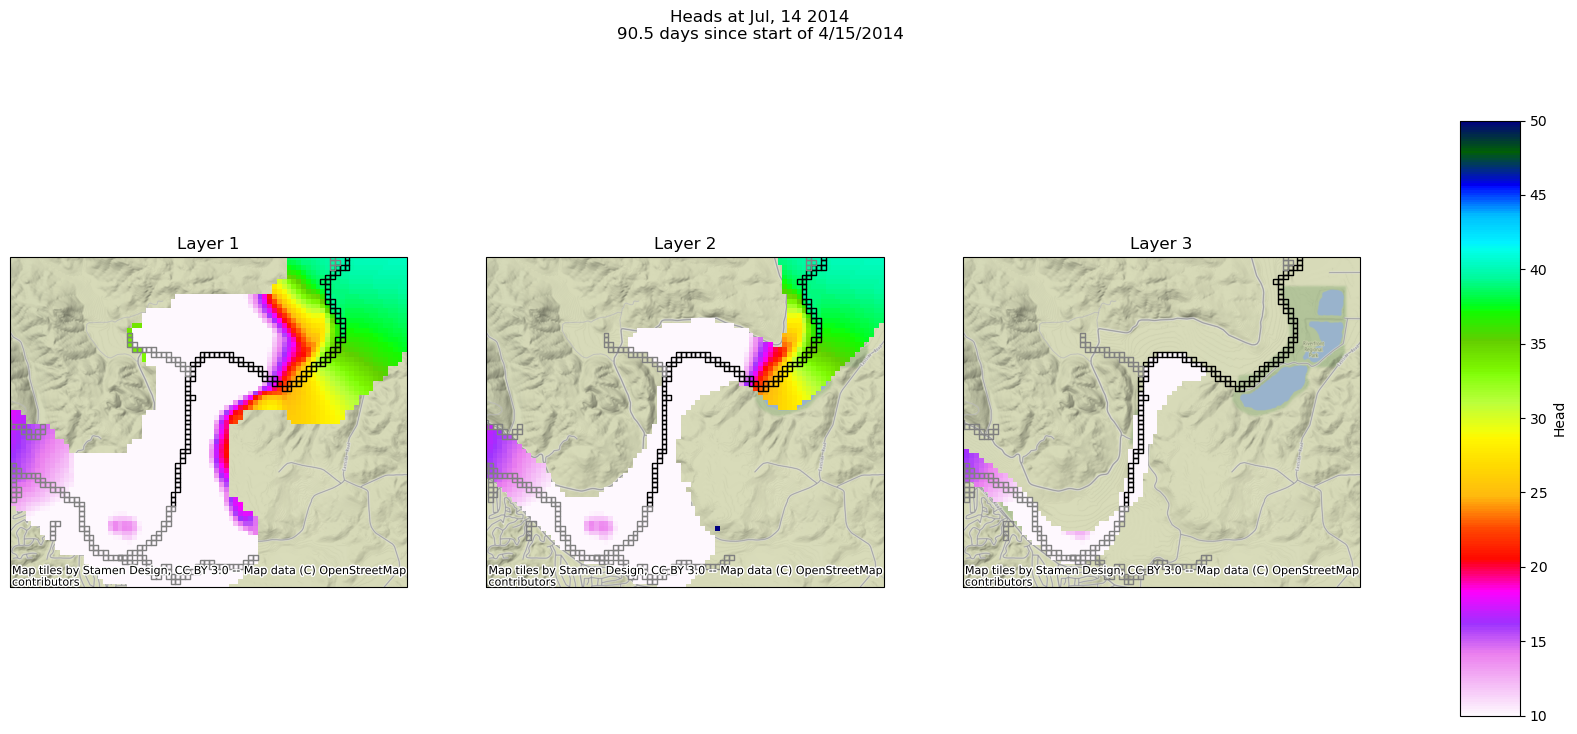 Heads at Jul, 14 2014
90.5 days since start of 4/15/2014
Layer 1
Layer 2
Layer 3
Map tiles by Stamen Design, CC BY 3.0 -- Map data (C) OpenStreetMap
contributors
Map tiles by Stamen Design, CC BY 3.0 -- Map data (C) OpenStreetMap
contributors
Map tiles by Stamen Design, CC BY 3.0 -- Map data (C) OpenStreetMap
contributors
50
45
40
35
30
25
20
15
10
Head